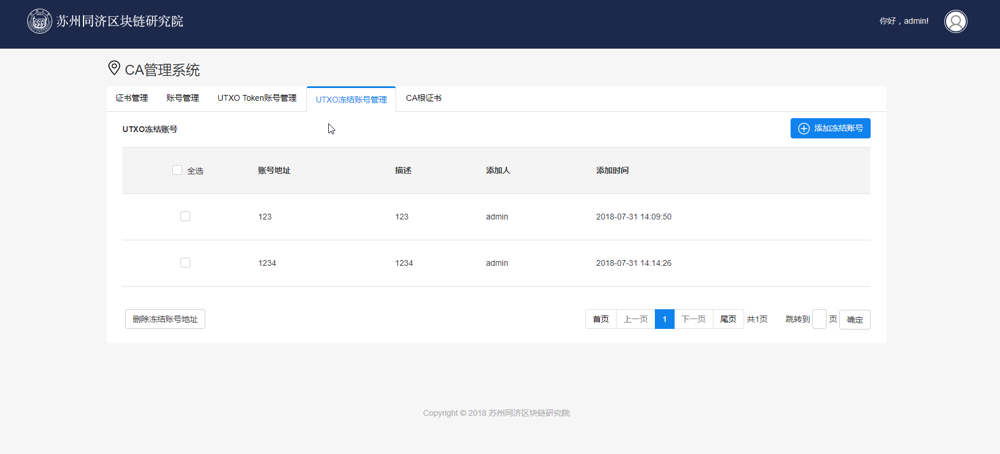 苏州同济区块链研究院
你好，admin!
CA管理系统
证书管理 账号管理 UTXO Token账号管理 UTXO冻结账号管理 CA根证书
UTXO冻结账号
添加冻结账号
全选 账号地址 描述 添加人 添加时间
123 123 admin 2018-07-31 14:09:50
1234 1234 admin 2018-07-31 14:14:26
删除冻结账号地址 首页 上一页 1 下一页 尾页 共1页 跳转到 页 确定
Copyright © 2018 苏州同济区块链研究院